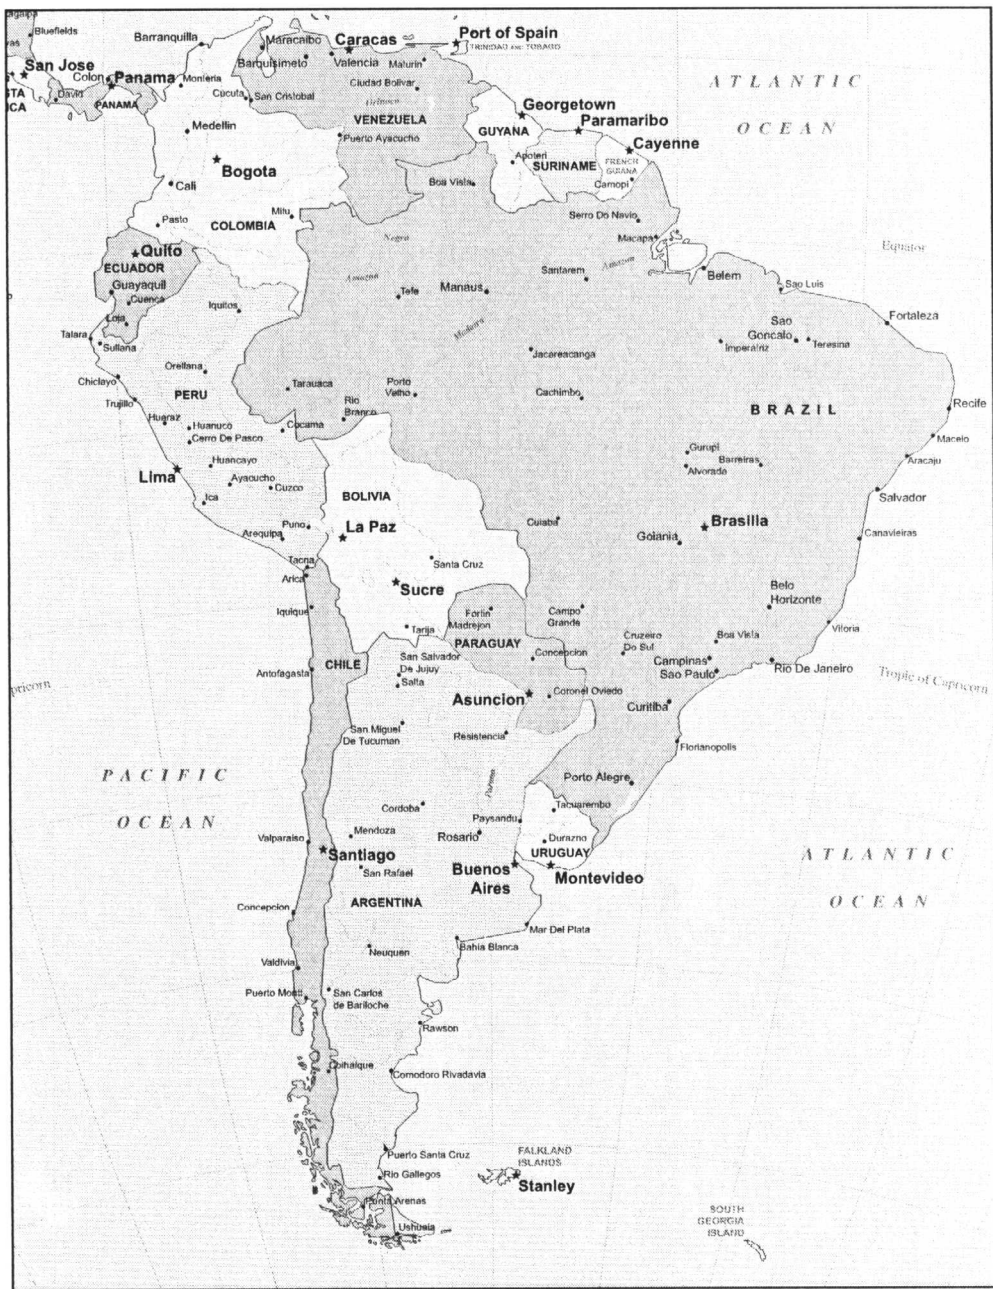 Bluefields
Barranquilla
Maracaibo
Caracas
Port of Spain
TRINIDAD AND TOBAGO
San Jose
Colon
Panama
Monteria
Barquisimeto
Valencia
Maturin
ICA
David
PANAMA
Cucuta
San Cristobal
Ciudad Bolivar
Orinoco
VENEZUELA
Georgetown
Paramaribo
ATLANTIC
OCEAN
Medellin
Puerto Ayacucho
GUYANA
Cayenne
Bogota
Apoteri
SURINAME
FRENCH
GUIANA
Cali
Boa Vista
Camopi
Pasto
Mitu
COLOMBIA
Serro Do Navio
Negro
Macapa
Equator
Quito
ECUADOR
Guayaquil
Cuenca
Loja
Amazon
Santarem
Amazon
Belem
Iquitos
Tefe
Manaus
Sao Luis
Madeira
Fortaleza
Talara
Sullana
Sao
Goncalo
Imperatriz
Teresina
Jacareacanga
Orellana
Chiclayo
Trujillo
PERU
Tarauaca
Porto
Velho
Cachimbo
Rio
Branco
BRAZIL
Recife
Huaraz
Huanuco
Cerro De Pasco
Cocama
Maceio
Gurupi
Alvorada
Barreiras
Aracaju
Lima
Huancayo
Ayacucho
Cuzco
Ica
BOLIVIA
Salvador
Puno
Arequipa
La Paz
Cuiaba
Brasilia
Goiania
Canavieiras
Tacna
Arica
Santa Cruz
Sucre
Belo
Horizonte
Iquique
Fortin
Madrejon
Campo
Grande
Tarija
PARAGUAY
Cruzeiro
Do Sul
Boa Vista
Vitoria
CHILE
San Salvador
De Jujuy
Salta
Concepcion
Campinas
Sao Paulo
Rio De Janeiro
Antofagasta
pricorn
Tropic of Capricorn
Asuncion
Coronel Oviedo
Curitiba
San Miguel
De Tucuman
Resistencia
Florianopolis
PACIFIC
OCEAN
Parana
Porto Alegre
Cordoba
Tacuarembo
Paysandu
Mendoza
Rosario
Durazno
Valparaiso
Santiago
URUGUAY
San Rafael
Buenos
Aires
Montevideo
ATLANTIC
OCEAN
ARGENTINA
Concepcion
Mar Del Plata
Neuquen
Bahia Blanca
Valdivia
Puerto Montt
San Carlos
de Bariloche
Rawson
Coihaique
Comodoro Rivadavia
Puerto Santa Cruz
FALKLAND
ISLANDS
Rio Gallegos
Stanley
Punta Arenas
SOUTH
GEORGIA
ISLAND
Ushuaia